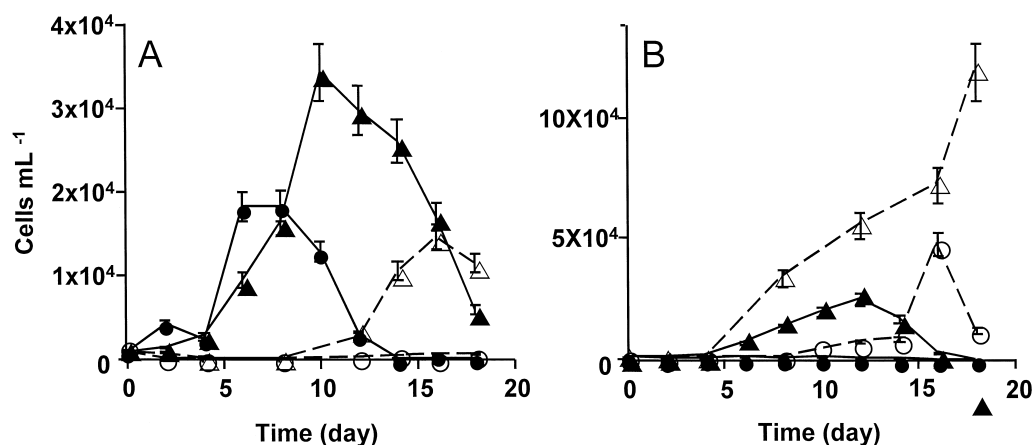 A
4x10⁴
3x10⁴
2x10⁴
1x10⁴
0
Cells mL ⁻¹
0 5 10 15 20
Time (day)
B
10X10⁴
5X10⁴
0
0 5 10 15 20
Time (day)